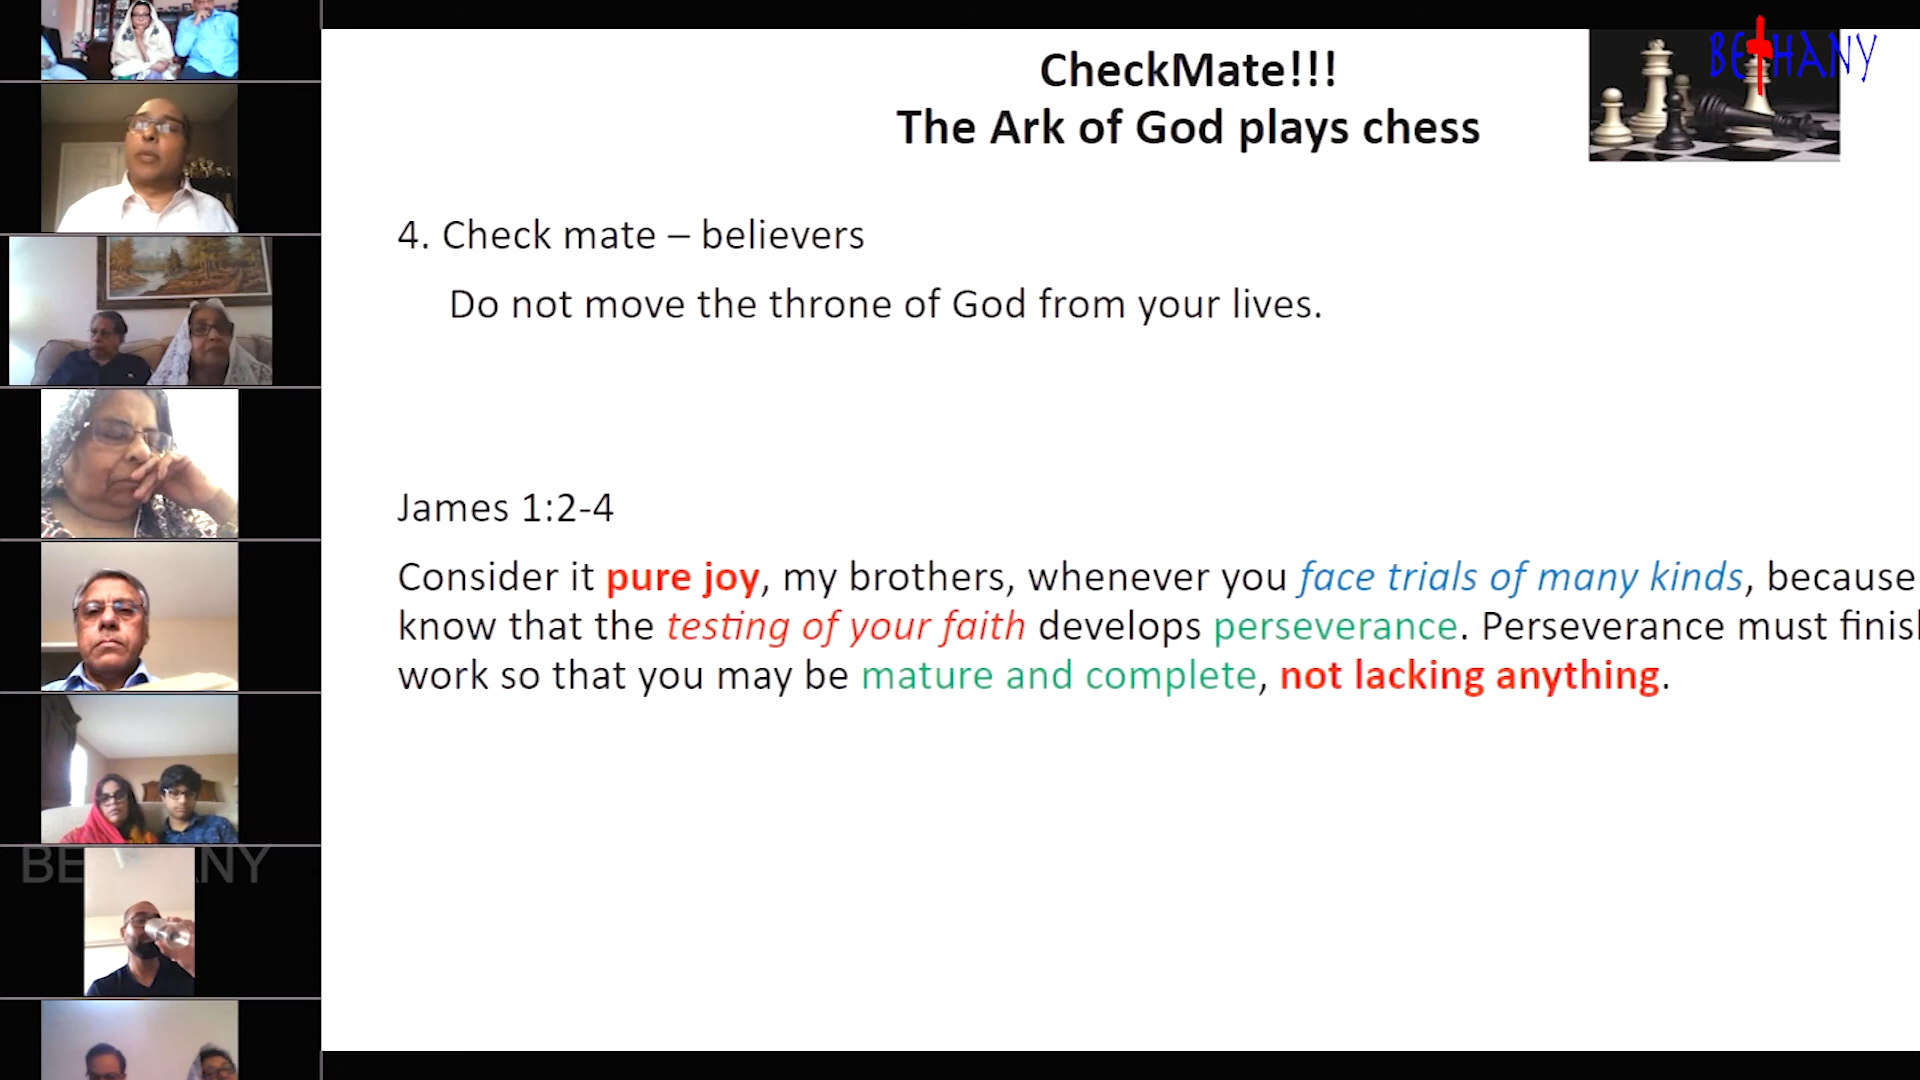 CheckMate!!!
The Ark of God plays chess
BETHANY
4. Check mate – believers
Do not move the throne of God from your lives.
James 1:2-4
Consider it pure joy, my brothers, whenever you face trials of many kinds, because
know that the testing of your faith develops perseverance. Perseverance must finis
work so that you may be mature and complete, not lacking anything.
BE NY